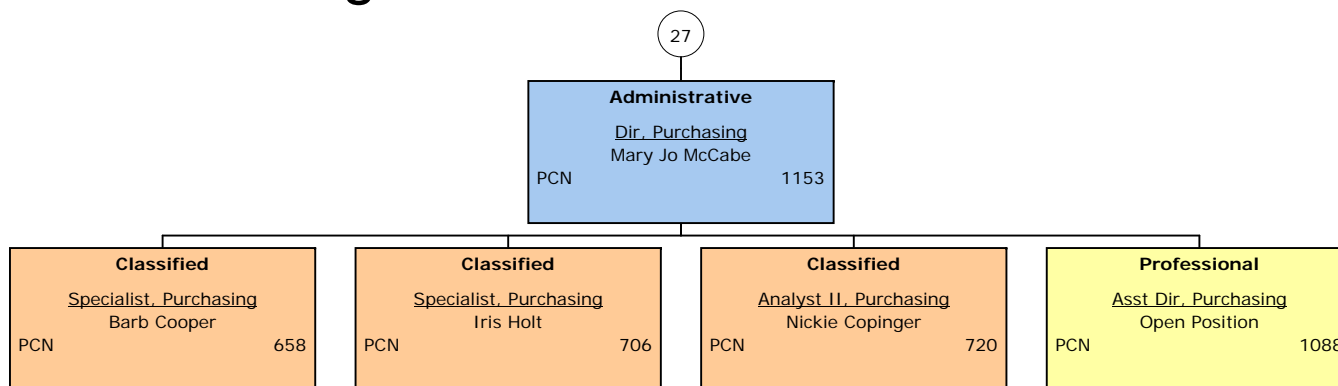 27
Administrative
Dir, Purchasing
Mary Jo McCabe
PCN 1153
Classified
Specialist, Purchasing
Barb Cooper
PCN 658
Classified
Specialist, Purchasing
Iris Holt
PCN 706
Classified
Analyst II, Purchasing
Nickie Copinger
PCN 720
Professional
Asst Dir, Purchasing
Open Position
PCN 1088